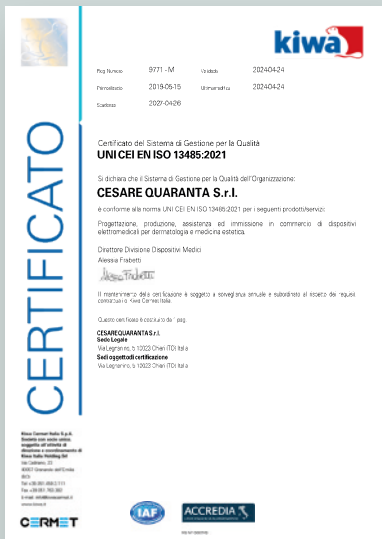 kiwa
Reg. Numero 9771 - M Validità 2024-04-24
2019-05-15 Ultima modifica 2024-04-24
Scadenza 2027-04-26
CERTIFICATO
Certificato del Sistema di Gestione per la Qualità
UNI CEI EN ISO 13485:2021
Si dichiara che il Sistema di Gestione per la Qualità dell'Organizzazione:
CESARE QUARANTA S.r.l.
è conforme alla norma UNI CEI EN ISO 13485:2021 per i seguenti prodotti/servizi:
Progettazione, produzione, assistenza ed immissione in commercio di dispositivi
elettromedicali per dermatologia e medicina estetica.
Direttore Divisione Dispositivi Medici
Alessia Frabetti
Il mantenimento della certificazione è soggetto a sorveglianza annuale e subordinato al rispetto dei requisiti
contrattuali di Kiwa Cermet Italia.
Questo certificato è costituito da 1 pag.
CESARE QUARANTA S.r.l.
Sede Legale
Via Legnanino, 5 10023 Chieri (TO) Italia
Sedi oggetto di certificazione
Via Legnanino, 5 10023 Chieri (TO) Italia
Kiwa Cermet Italia S.p.A.
Società con socio unico,
soggetta all'attività di
direzione e coordinamento di
Kiwa Italia Holding Srl
Via Cadriano, 23
40057 Granarolo dell'Emilia
(BO)
CERMET
IAF
ACCREDIA